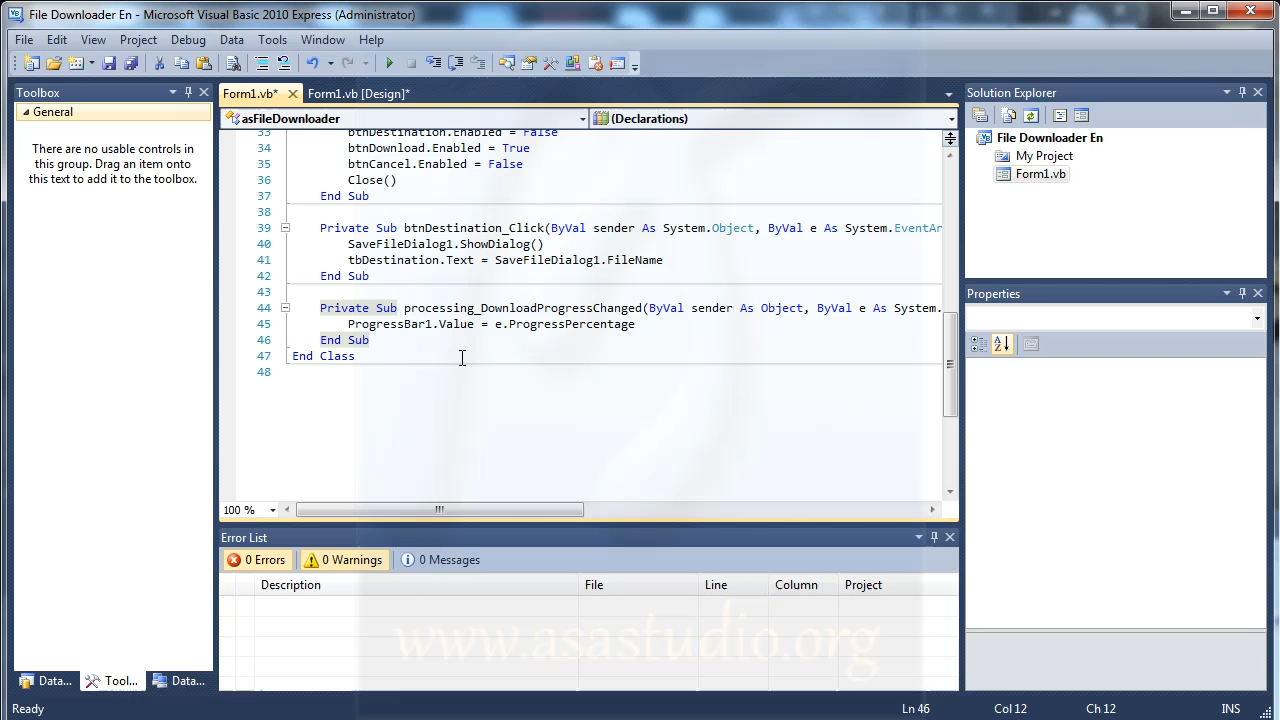 File Downloader En - Microsoft Visual Basic 2010 Express (Administrator)
File Edit View Project Debug Data Tools Window Help
Toolbox
General
There are no usable controls in
this group. Drag an item onto
this text to add it to the toolbox.
Data... Tool... Data...
Form1.vb* Form1.vb [Design]*
asFileDownloader (Declarations)
33 btnDestination.Enabled = False
34 btnDownload.Enabled = True
35 btnCancel.Enabled = False
36 Close()
37 End Sub
38
39 Private Sub btnDestination_Click(ByVal sender As System.Object, ByVal e As System.EventAr
40 SaveFileDialog1.ShowDialog()
41 tbDestination.Text = SaveFileDialog1.FileName
42 End Sub
43
44 Private Sub processing_DownloadProgressChanged(ByVal sender As Object, ByVal e As System.
45 ProgressBar1.Value = e.ProgressPercentage
46 End Sub
47 End Class
48
100 %
Error List
0 Errors 0 Warnings 0 Messages
Description File Line Column Project
www.asastudio.org
Solution Explorer
File Downloader En
My Project
Form1.vb
Properties
Ready Ln 46 Col 12 Ch 12 INS